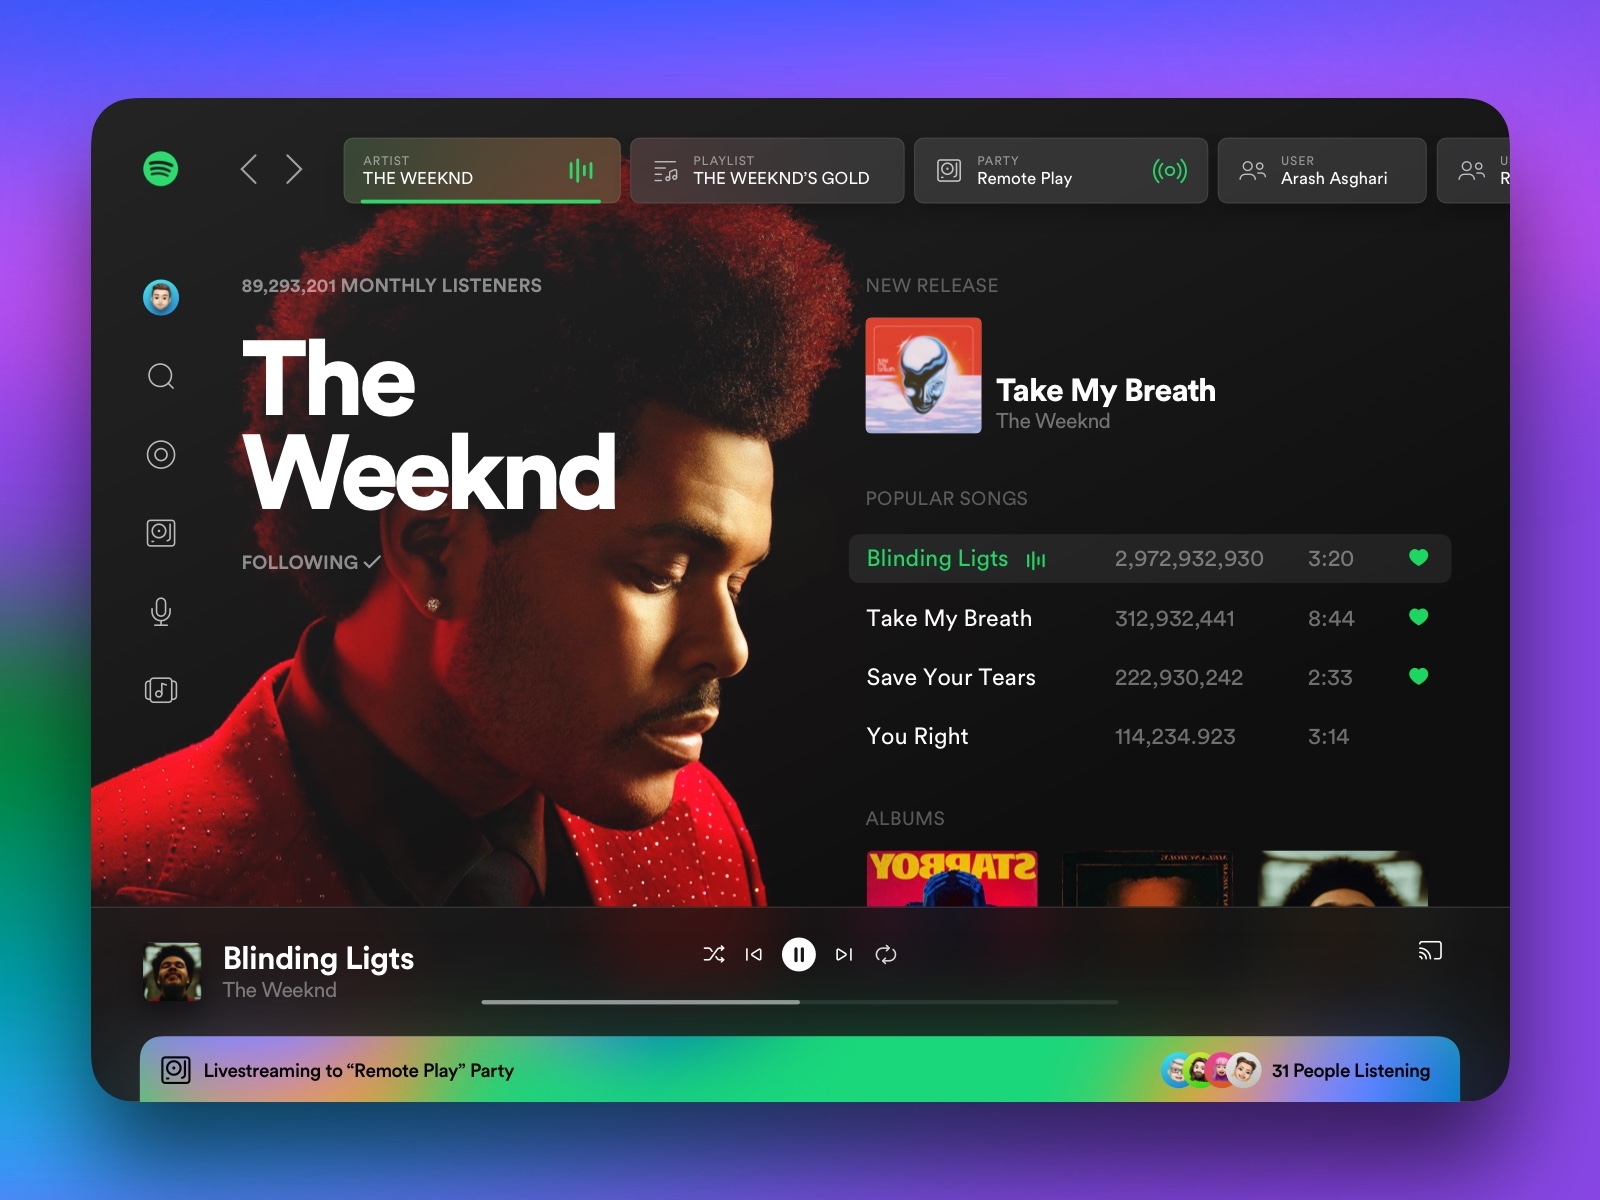 ARTIST
THE WEEKND
PLAYLIST
THE WEEKND'S GOLD
PARTY
Remote Play
USER
Arash Asghari
U
R
89,293,201 MONTHLY LISTENERS
The
Weeknd
FOLLOWING
NEW RELEASE
Take My Breath
The Weeknd
POPULAR SONGS
Blinding Ligts 2,972,932,930 3:20
Take My Breath 312,932,441 8:44
Save Your Tears 222,930,242 2:33
You Right 114,234.923 3:14
ALBUMS
STARBOY
Blinding Ligts
The Weeknd
Livestreaming to “Remote Play” Party
31 People Listening